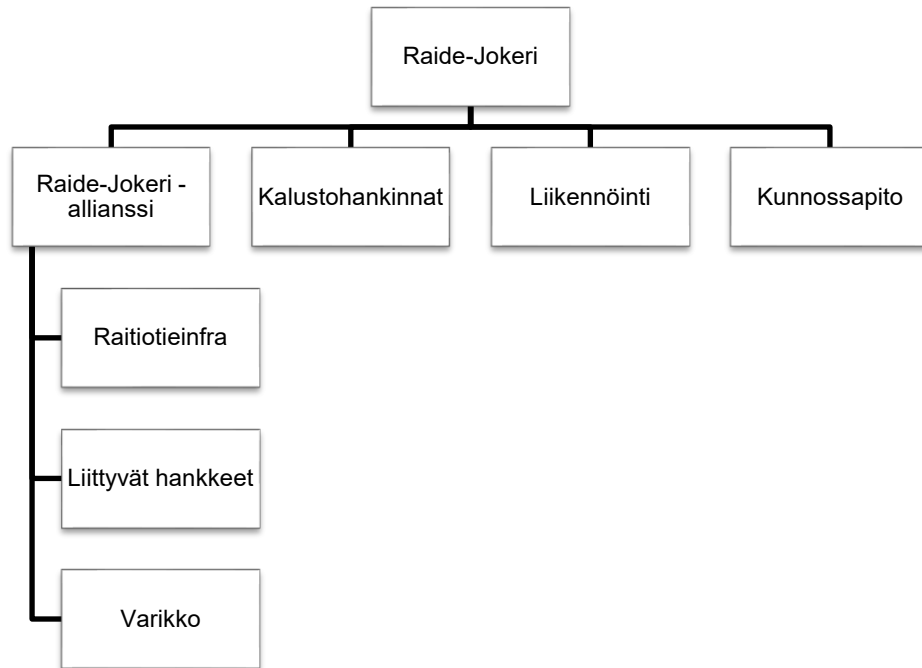 Raide-Jokeri
Raide-Jokeri -
allianssi
Kalustohankinnat
Liikennöinti
Kunnossapito
Raitiotieinfra
Liittyvät hankkeet
Varikko